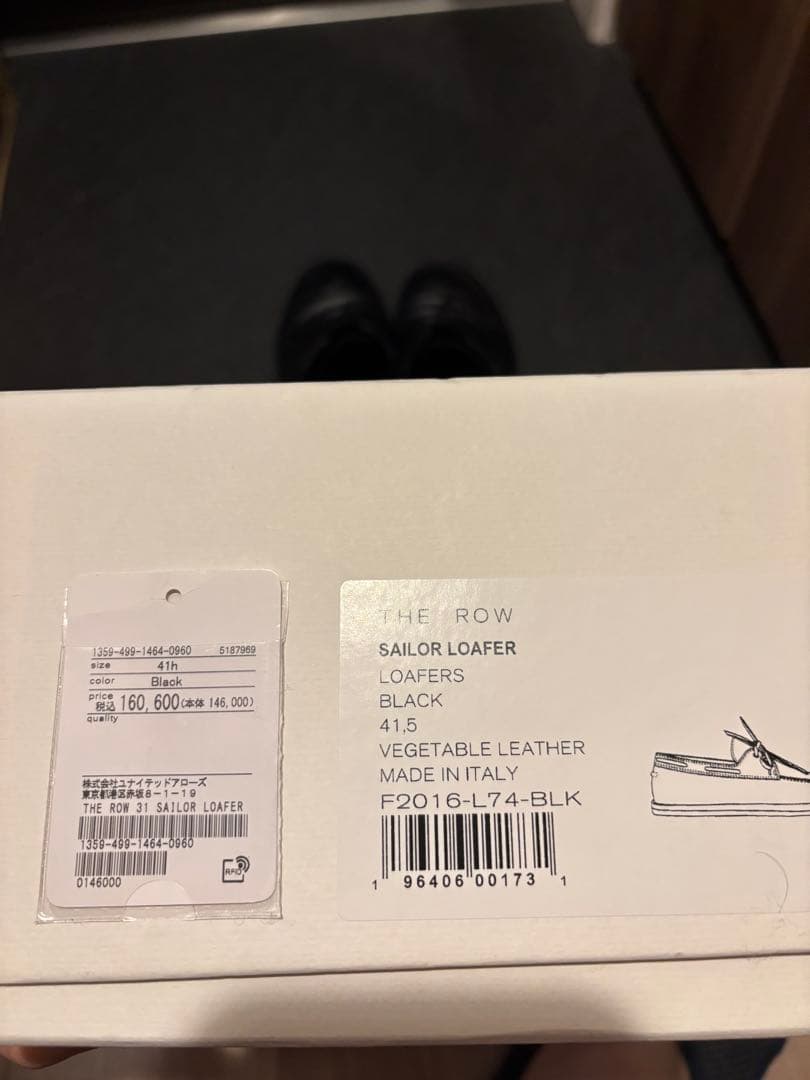 1359-499-1464-0960 5187969
size 41h
color Black
price 税込 160,600(本体 146,000)
quality
株式会社ユナイテッドアローズ
東京都港区赤坂8-1-19
THE ROW 31 SAILOR LOAFER
1359-499-1464-0960
0146000
RFID
THE ROW
SAILOR LOAFER
LOAFERS
BLACK
41,5
VEGETABLE LEATHER
MADE IN ITALY
F2016-L74-BLK
1 96406 00173 1